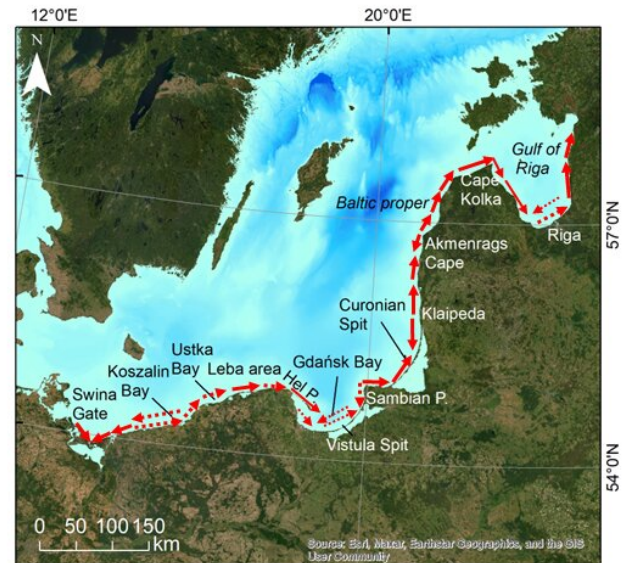 12°0'E
20°0'E
N
Gulf of
Riga
Cape
Kolka
Baltic proper
57°0'N
Riga
Akmenrags
Cape
Curonian
Spit
Klaipeda
Ustka
Bay
Koszalin
Bay
Leba area
Gdańsk Bay
Hel P.
Swina
Gate
Sambian P.
Vistula Spit
54°0'N
0 50 100 150
km
Source: Esri, Maxar, Earthstar Geographics, and the GIS
User Community